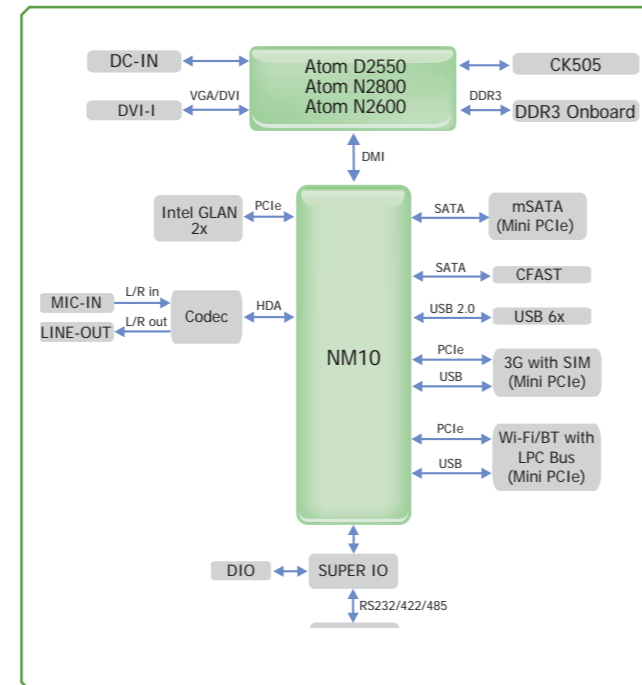 DC-IN
Atom D2550
Atom N2800
Atom N2600
CK505
VGA/DVI
DDR3
DVI-I
DDR3 Onboard
DMI
Intel GLAN
2x
PCIe
SATA
mSATA
(Mini PCIe)
SATA
CFAST
MIC-IN
L/R in
Codec
HDA
USB 2.0
USB 6x
LINE-OUT
L/R out
NM10
PCIe
USB
3G with SIM
(Mini PCIe)
PCIe
USB
Wi-Fi/BT with
LPC Bus
(Mini PCIe)
DIO
SUPER IO
RS232/422/485